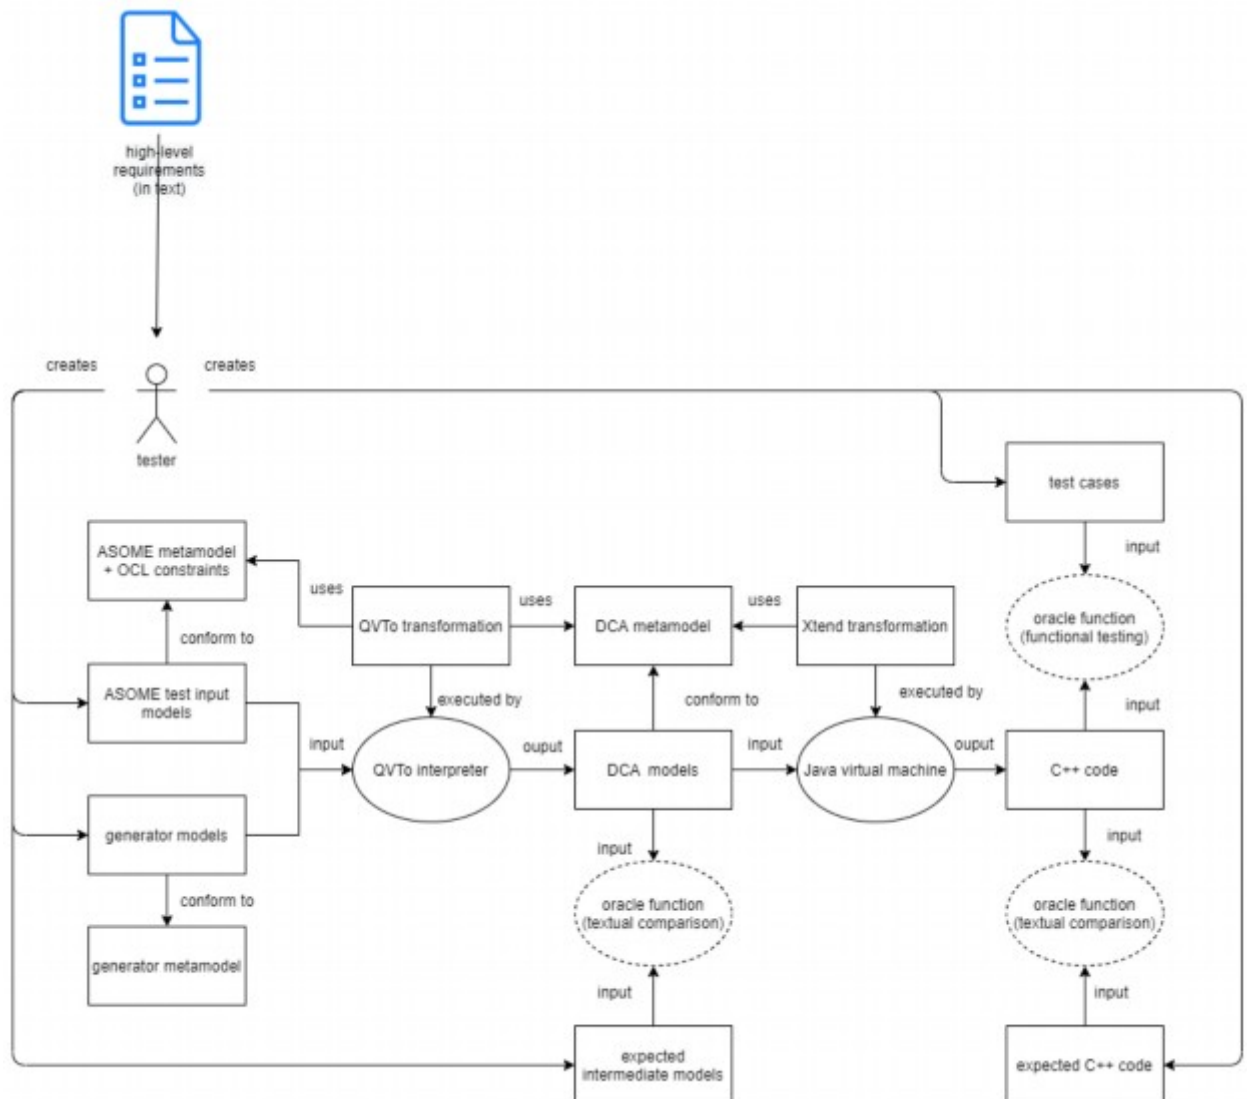 high-level
requirements
(in text)
creates
creates
tester
test cases
input
ASOME metamodel
+ OCL constraints
uses
QVTo transformation
uses
DCA metamodel
uses
Xtend transformation
oracle function
(functional testing)
conform to
ASOME test input
models
executed by
conform to
executed by
input
input
QVTo interpreter
ouput
DCA models
input
Java virtual machine
ouput
C++ code
generator models
input
input
conform to
oracle function
(textual comparison)
oracle function
(textual comparison)
generator metamodel
input
input
expected
intermediate models
expected C++ code